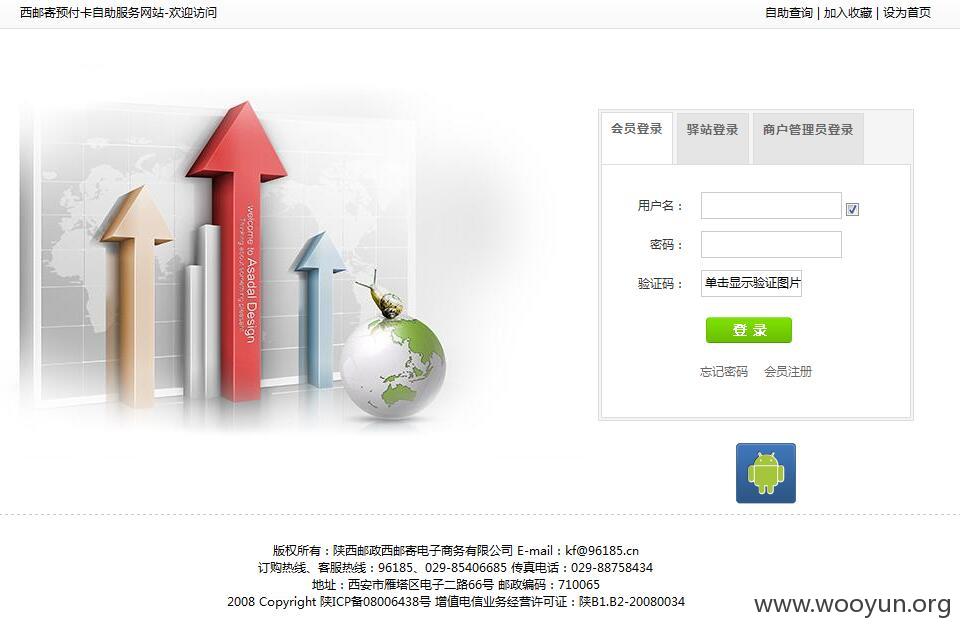 西邮寄预付卡自助服务网站-欢迎访问
自助查询 | 加入收藏 | 设为首页
会员登录 驿站登录 商户管理员登录
welcome to Asadal Design
用户名：
密码：
验证码： 单击显示验证图片
登 录
忘记密码 会员注册
版权所有：陕西邮政西邮寄电子商务有限公司 E-mail：kf@96185.cn
订购热线、客服热线：96185、029-85406685 传真电话：029-88758434
地址：西安市雁塔区电子二路66号 邮政编码：710065
2008 Copyright 陕ICP备08006438号 增值电信业务经营许可证：陕B1.B2-20080034
www.wooyun.org